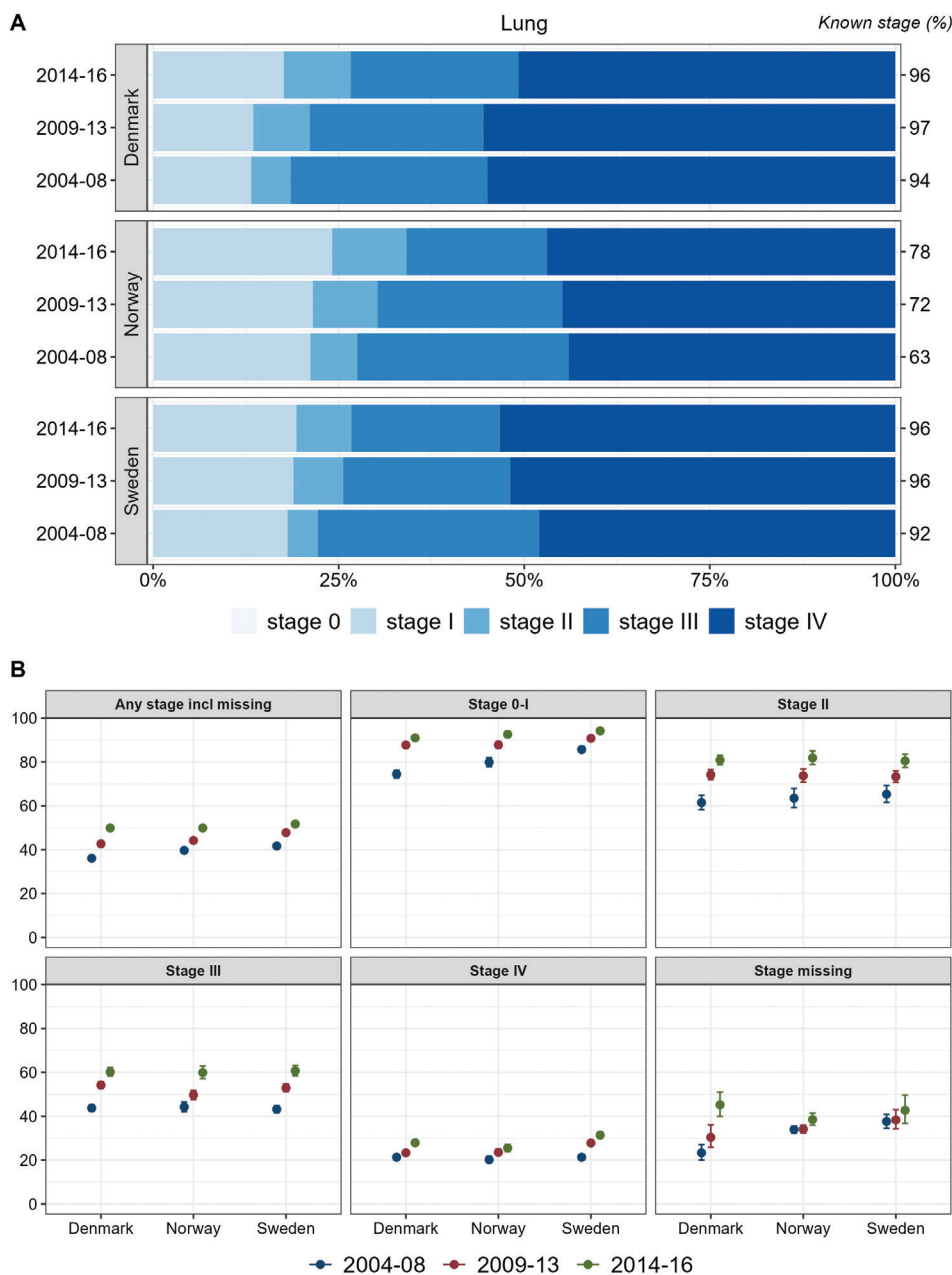 A
Lung
Known stage (%)
Denmark
2014-16
96
2009-13
97
2004-08
94
Norway
2014-16
78
2009-13
72
2004-08
63
Sweden
2014-16
96
2009-13
96
2004-08
92
0% 25% 50% 75% 100%
stage 0 stage I stage II stage III stage IV
B
Any stage incl missing Stage 0-I Stage II
100
80
60
40
20
0
Stage III Stage IV Stage missing
100
80
60
40
20
0
Denmark Norway Sweden Denmark Norway Sweden Denmark Norway Sweden
2004-08 2009-13 2014-16